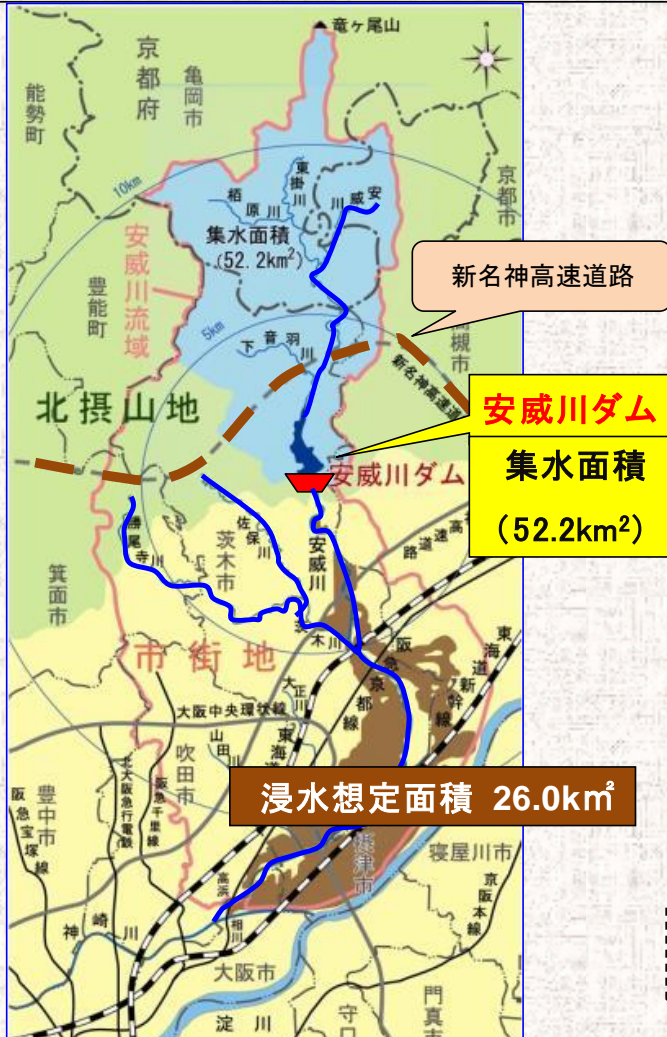 竜ヶ尾山
京都府
亀岡市
能勢町
京都市
10km
東掛川
栢原川
安威川
集水面積
(52.2km²)
安威川流域
豊能町
新名神高速道路
5km
下音羽川
高槻市
新名神高速道
北摂山地
安威川ダム
集水面積
(52.2km²)
安威川ダム
勝尾寺川
佐保川
茨木市
安威川
箕面市
茨木川
市街地
阪急京都線
東海道新幹線
大阪中央環状線
大正川
山田川
吹田市
北大阪急行電鉄
阪急千里線
豊中市
阪急宝塚線
浸水想定面積 26.0km²
摂津市
寝屋川市
京阪本線
高浜
相川
神崎川
大阪市
淀川
門真市